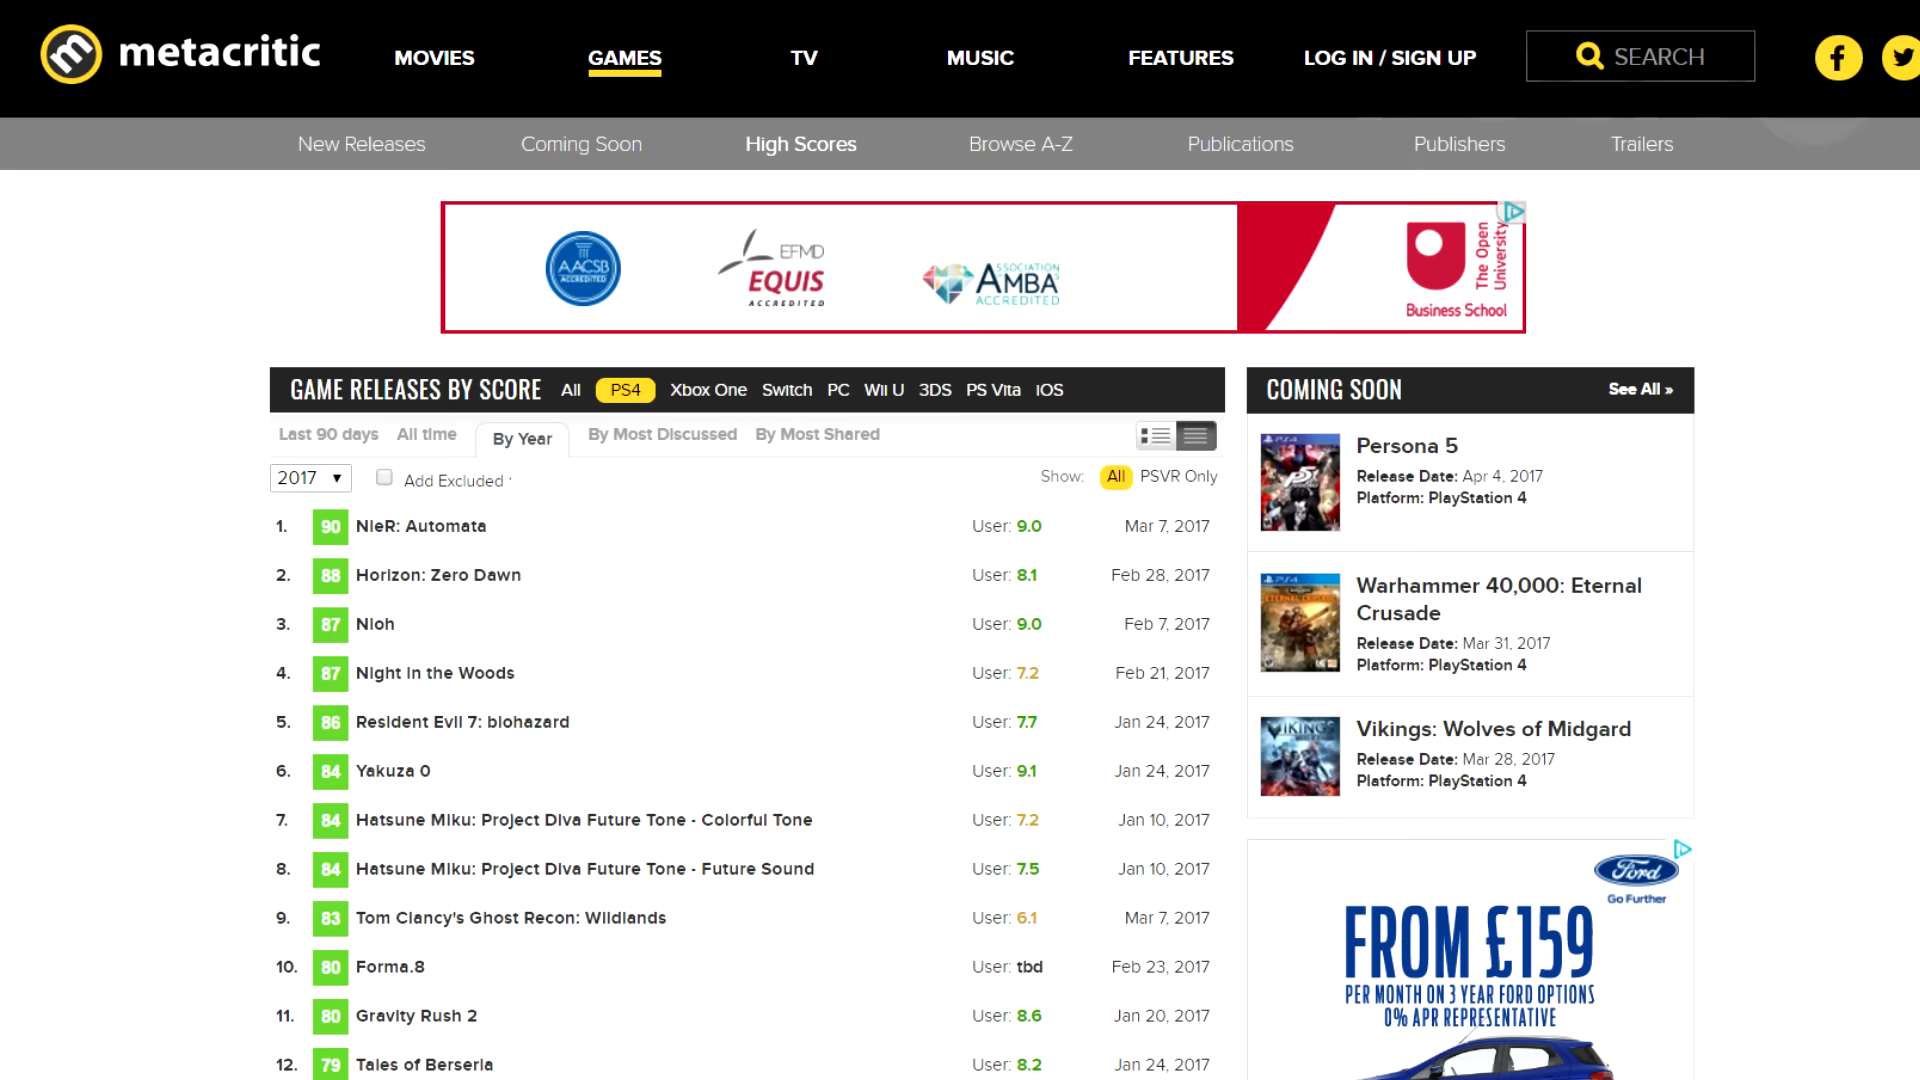 metacritic
MOVIES
GAMES
TV
MUSIC
FEATURES
LOG IN / SIGN UP
SEARCH
New Releases
Coming Soon
High Scores
Browse A-Z
Publications
Publishers
Trailers
AACSB
ACCREDITED
EFMD
EQUIS
ACCREDITED
ASSOCIATION
AMBA
ACCREDITED
The Open
University
Business School
GAME RELEASES BY SCORE
All PS4 Xbox One Switch PC Wii U 3DS PS Vita iOS
Last 90 days All time By Year By Most Discussed By Most Shared
2017 Add Excluded
Show: All PSVR Only
1. 90 NieR: Automata User: 9.0 Mar 7, 2017
2. 88 Horizon: Zero Dawn User: 8.1 Feb 28, 2017
3. 87 Nioh User: 9.0 Feb 7, 2017
4. 87 Night in the Woods User: 7.2 Feb 21, 2017
5. 86 Resident Evil 7: biohazard User: 7.7 Jan 24, 2017
6. 84 Yakuza 0 User: 9.1 Jan 24, 2017
7. 84 Hatsune Miku: Project Diva Future Tone - Colorful Tone User: 7.2 Jan 10, 2017
8. 84 Hatsune Miku: Project Diva Future Tone - Future Sound User: 7.5 Jan 10, 2017
9. 83 Tom Clancy's Ghost Recon: Wildlands User: 6.1 Mar 7, 2017
10. 80 Forma.8 User: tbd Feb 23, 2017
11. 80 Gravity Rush 2 User: 8.6 Jan 20, 2017
12. 79 Tales of Berseria User: 8.2 Jan 24, 2017
COMING SOON
See All »
PS4
Persona 5
Release Date: Apr 4, 2017
Platform: PlayStation 4
PS4
ETERNAL CRUSADE
Warhammer 40,000: Eternal
Crusade
Release Date: Mar 31, 2017
Platform: PlayStation 4
VIKINGS
Vikings: Wolves of Midgard
Release Date: Mar 28, 2017
Platform: PlayStation 4
Ford
Go Further
FROM £159
PER MONTH ON 3 YEAR FORD OPTIONS
0% APR REPRESENTATIVE